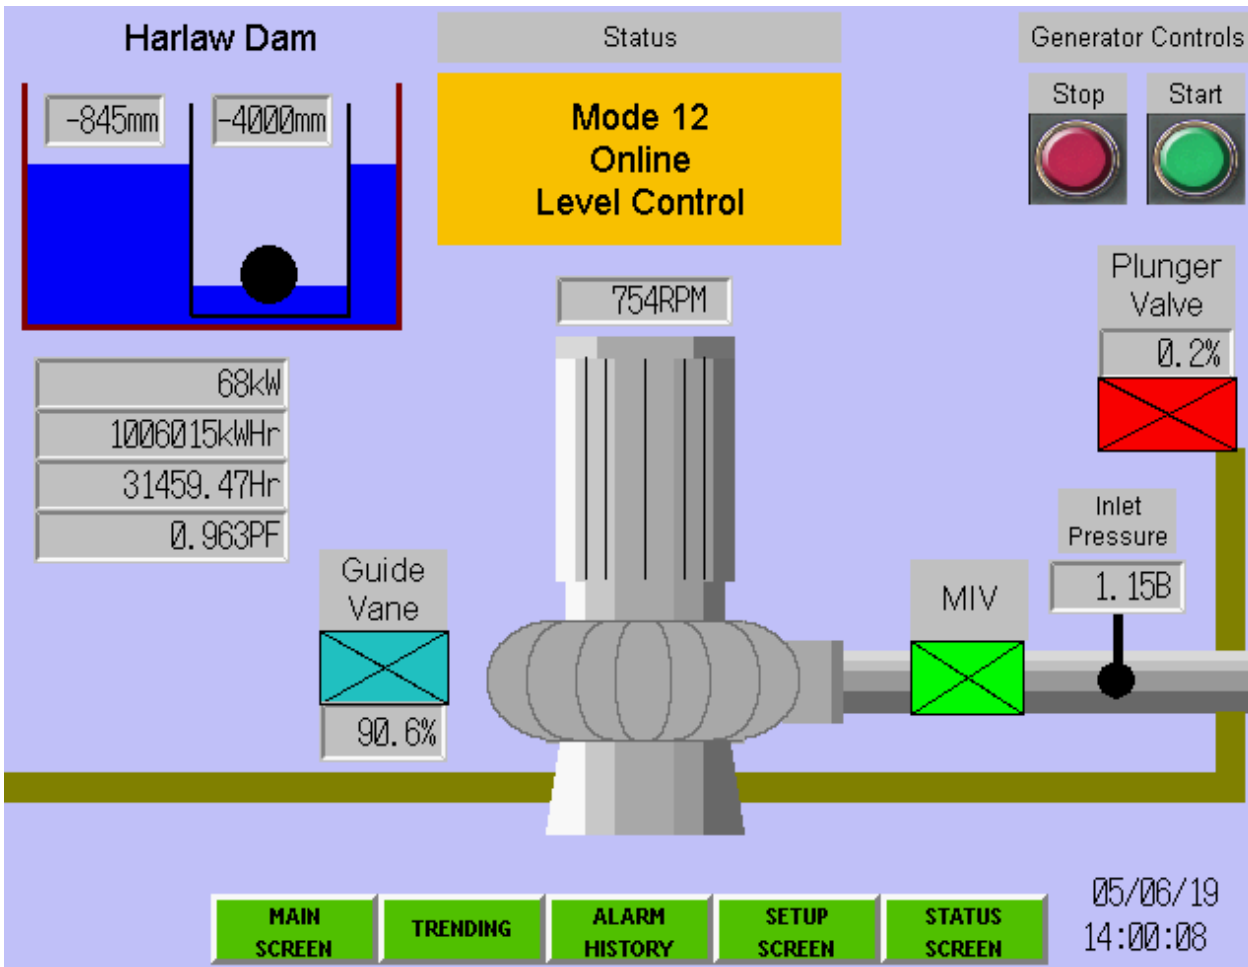 Harlaw Dam
Status
Generator Controls
-845mm
-4000mm
Mode 12
Online
Level Control
Stop
Start
754RPM
Plunger
Valve
0.2%
68kW
1006015kWHr
31459.47Hr
0.963PF
Guide
Vane
90.6%
MIV
Inlet
Pressure
1.15B
MAIN
SCREEN
TRENDING
ALARM
HISTORY
SETUP
SCREEN
STATUS
SCREEN
05/06/19
14:00:08